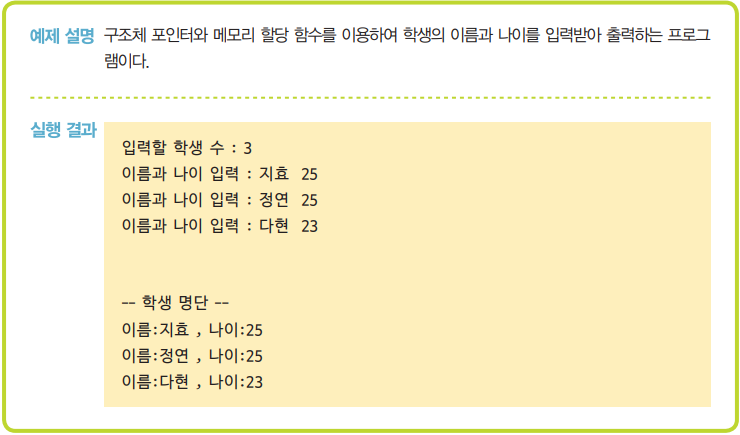 예제 설명 구조체 포인터와 메모리 할당 함수를 이용하여 학생의 이름과 나이를 입력받아 출력하는 프로그
램이다.
실행 결과
입력할 학생 수 : 3
이름과 나이 입력 : 지효 25
이름과 나이 입력 : 정연 25
이름과 나이 입력 : 다현 23
-- 학생 명단 --
이름:지효 , 나이:25
이름:정연 , 나이:25
이름:다현 , 나이:23